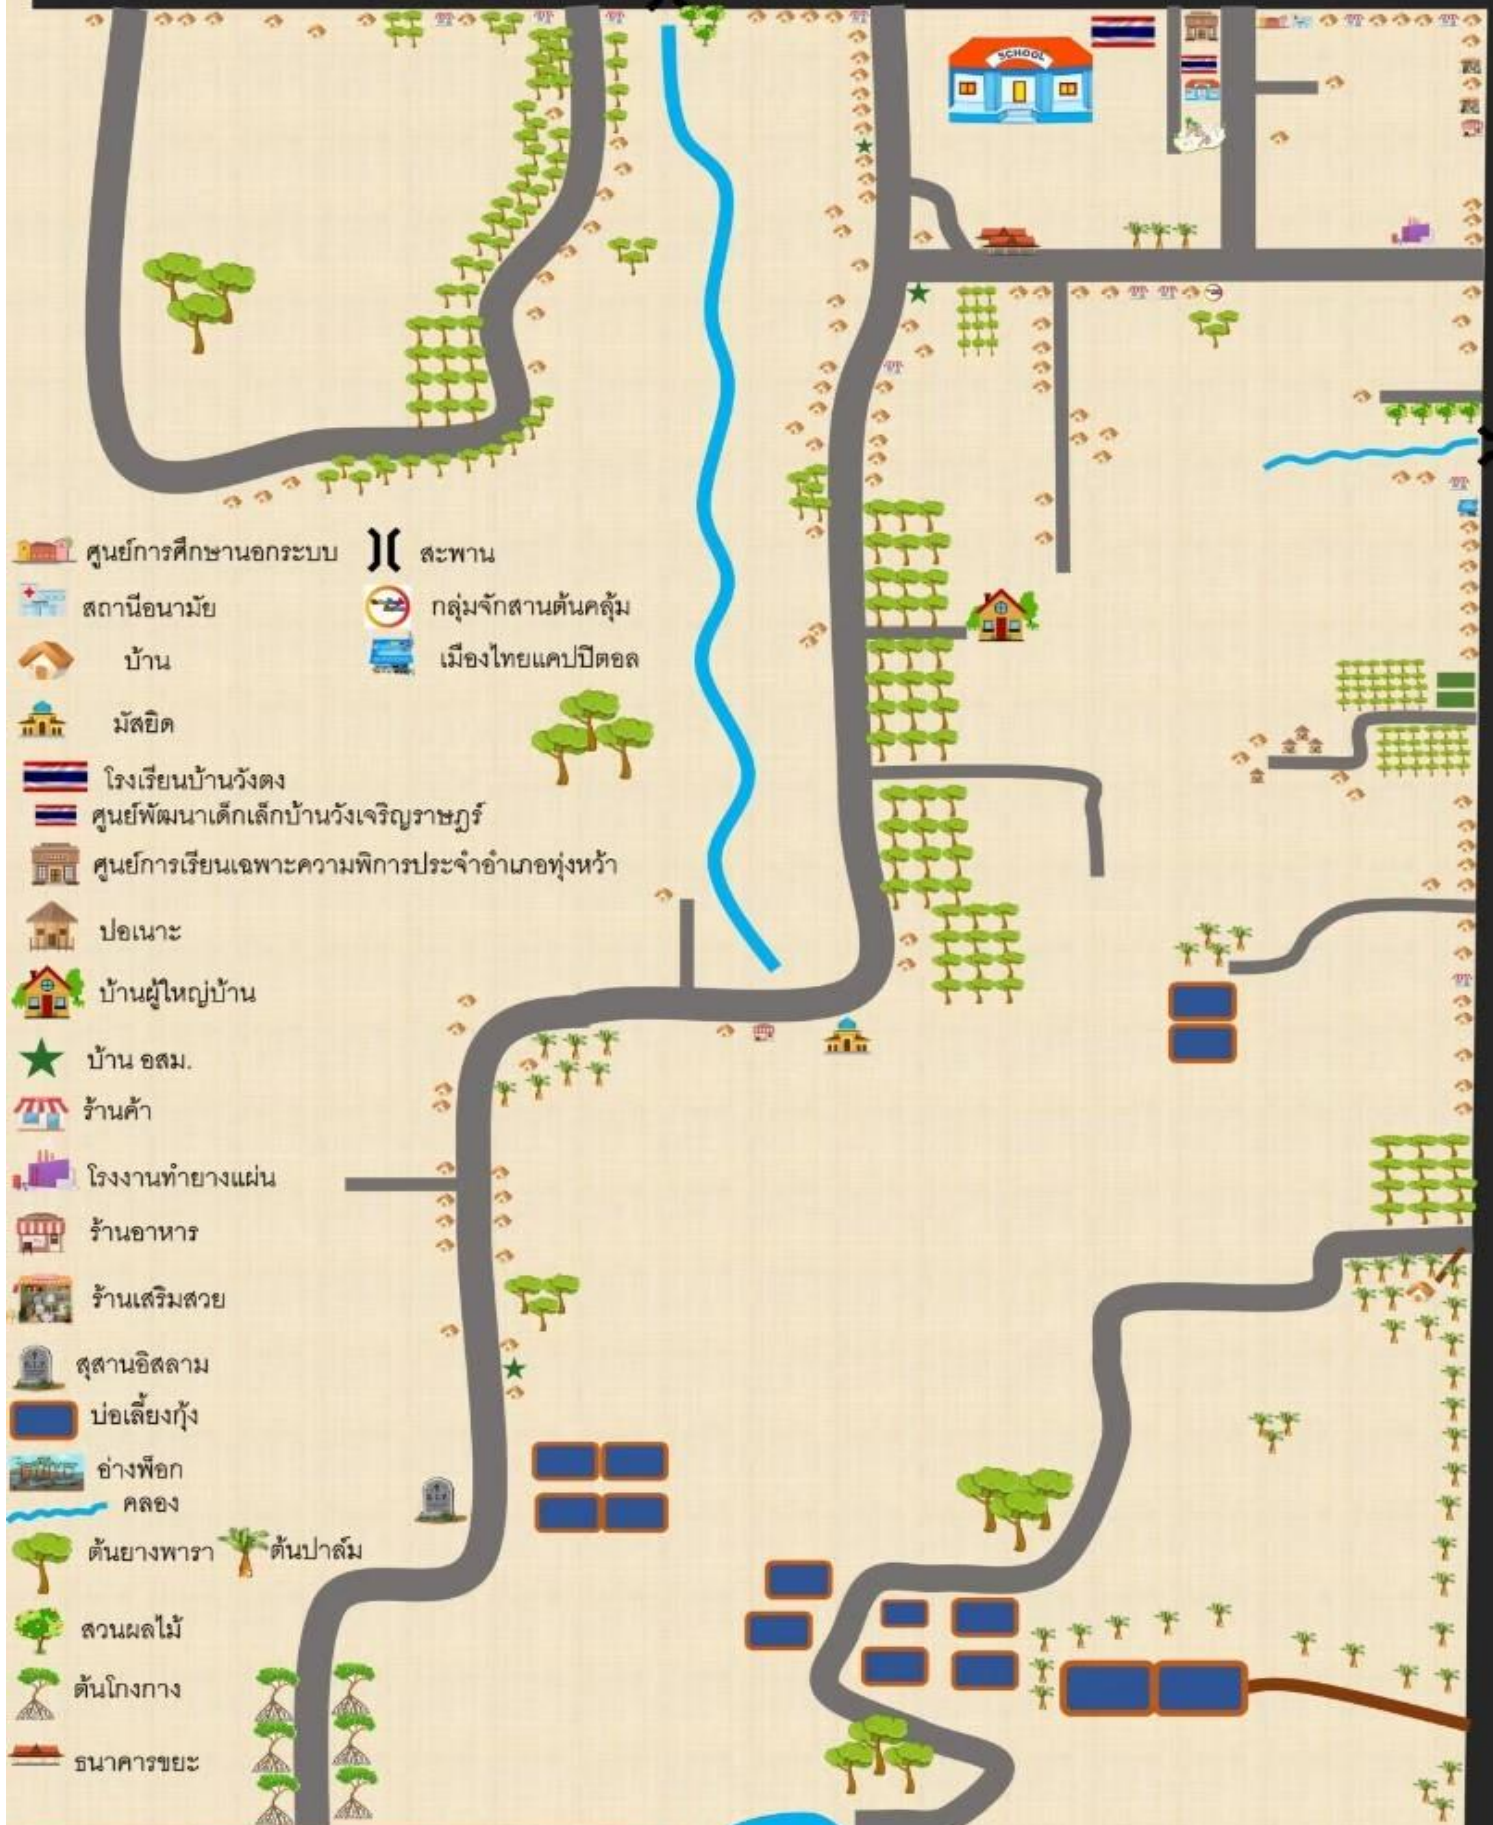 SCHOOL
ศูนย์การศึกษานอกระบบ
สะพาน
สถานีอนามัย
กลุ่มจักสานต้นคลุ้ม
บ้าน
เมืองไทยแคปปิตอล
มัสยิด
โรงเรียนบ้านวังตง
ศูนย์พัฒนาเด็กเล็กบ้านวังเจริญราษฎร์
ศูนย์การเรียนเฉพาะความพิการประจำอำเภอทุ่งหว้า
ปอเนาะ
บ้านผู้ใหญ่บ้าน
บ้าน อสม.
ร้านค้า
โรงงานทำยางแผ่น
ร้านอาหาร
ร้านเสริมสวย
สุสานอิสลาม
บ่อเลี้ยงกุ้ง
อ่างพ็อก
คลอง
ต้นยางพารา
ต้นปาล์ม
สวนผลไม้
ต้นโกงกาง
ธนาคารขยะ